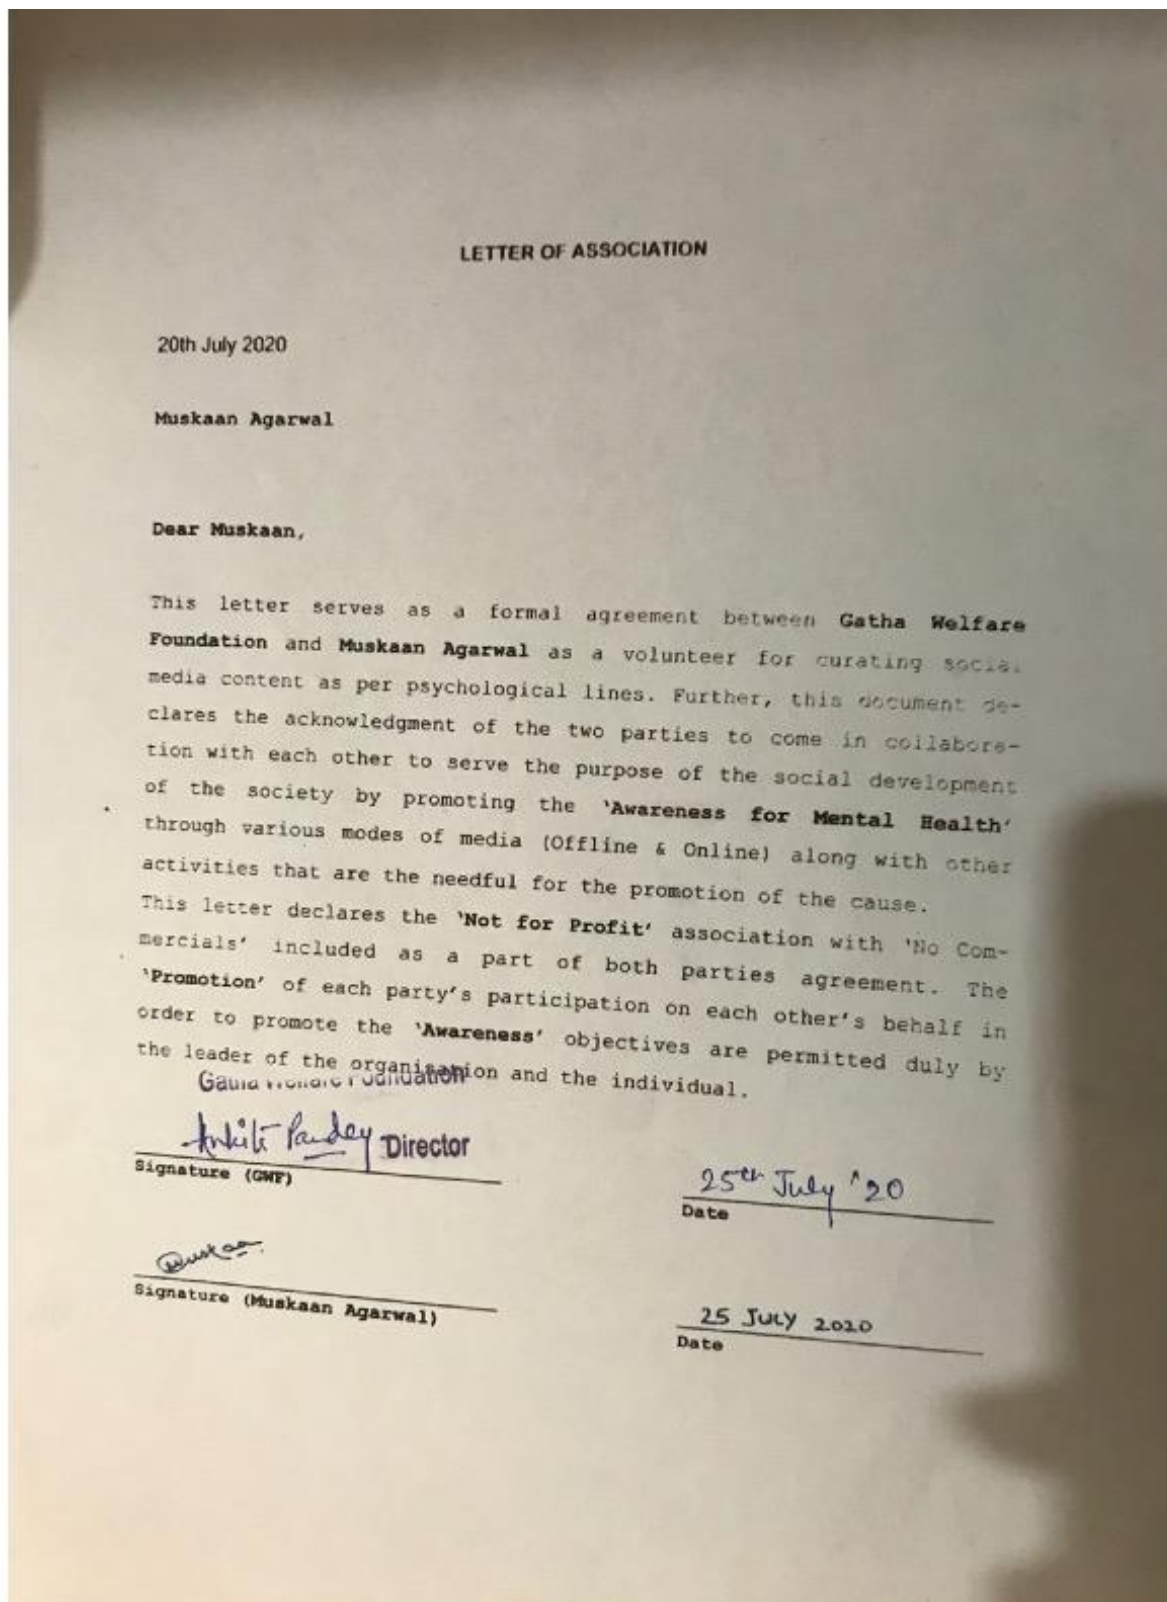 LETTER OF ASSOCIATION
20th July 2020
Muskaan Agarwal
Dear Muskaan,
This letter serves as a formal agreement between Gatha Welfare
Foundation and Muskaan Agarwal as a volunteer for curating social
media content as per psychological lines. Further, this document de-
clares the acknowledgment of the two parties to come in collabora-
tion with each other to serve the purpose of the social development
of the society by promoting the 'Awareness for Mental Health'
through various modes of media (Offline & Online) along with other
activities that are the needful for the promotion of the cause.
This letter declares the 'Not for Profit' association with 'No Com-
mercials' included as a part of both parties agreement. The
'Promotion' of each party's participation on each other's behalf in
order to promote the 'Awareness' objectives are permitted duly by
the leader of the organisation and the individual.
Gatha Welfare Foundation
Ankiti Pandey Director
Signature (GWF)
25th July '20
Date
Muskaan
Signature (Muskaan Agarwal)
25 JULY 2020
Date